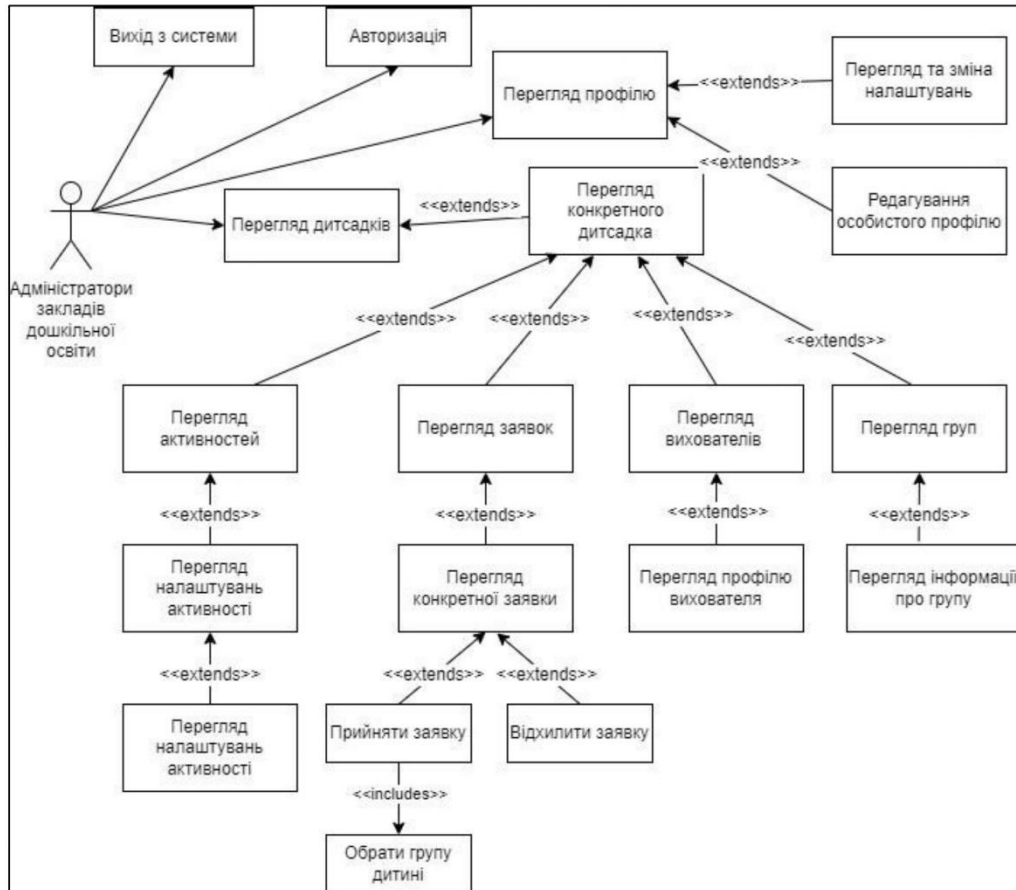 Вихід з системи
Авторизація
Перегляд профілю
<<extends>>
Перегляд та зміна
налаштувань
<<extends>>
Редагування
особистого профілю
Перегляд дитсадків
<<extends>>
Перегляд
конкретного
дитсадка
Адміністратори
закладів
дошкільної
освіти
<<extends>>
<<extends>>
<<extends>>
<<extends>>
Перегляд
активностей
Перегляд заявок
Перегляд
вихователів
Перегляд груп
<<extends>>
<<extends>>
<<extends>>
<<extends>>
Перегляд
налаштувань
активності
Перегляд
конкретної заявки
Перегляд профілю
вихователя
Перегляд інформації
про групу
<<extends>>
<<extends>>
<<extends>>
Перегляд
налаштувань
активності
Прийняти заявку
Відхилити заявку
<<includes>>
Обрати групу
дитині